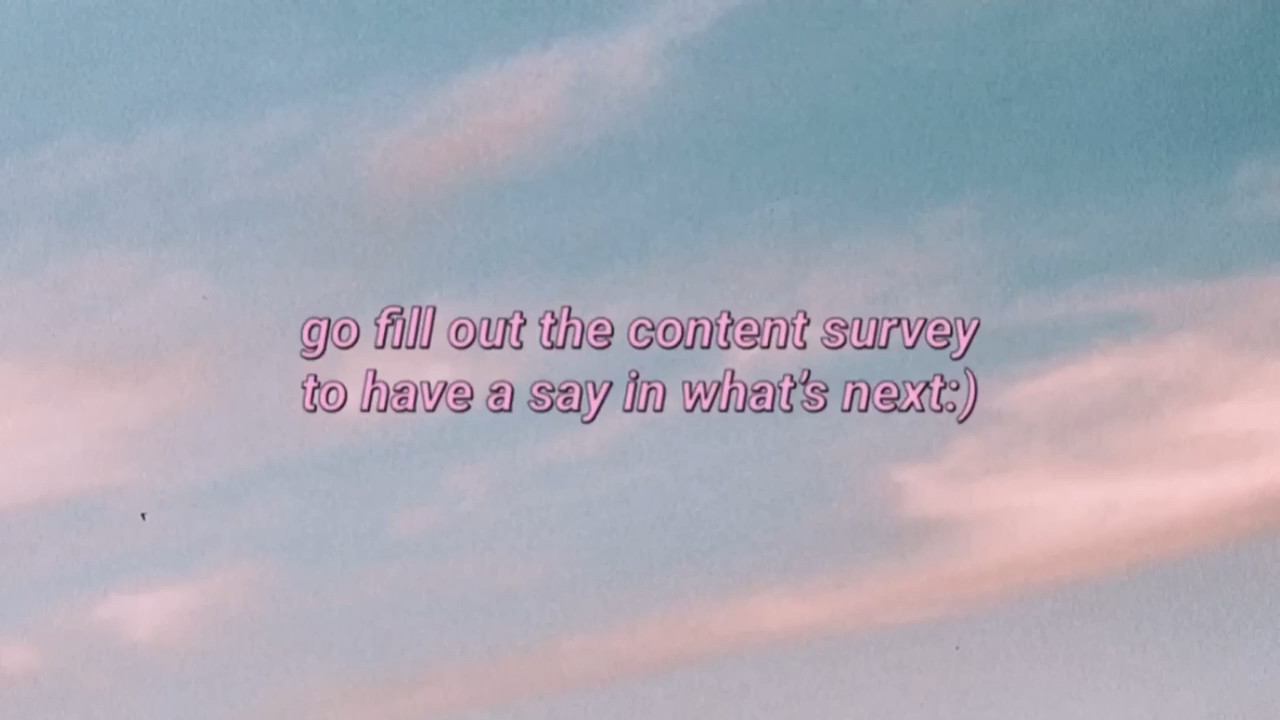 go fill out the content survey
to have a say in what's next:)